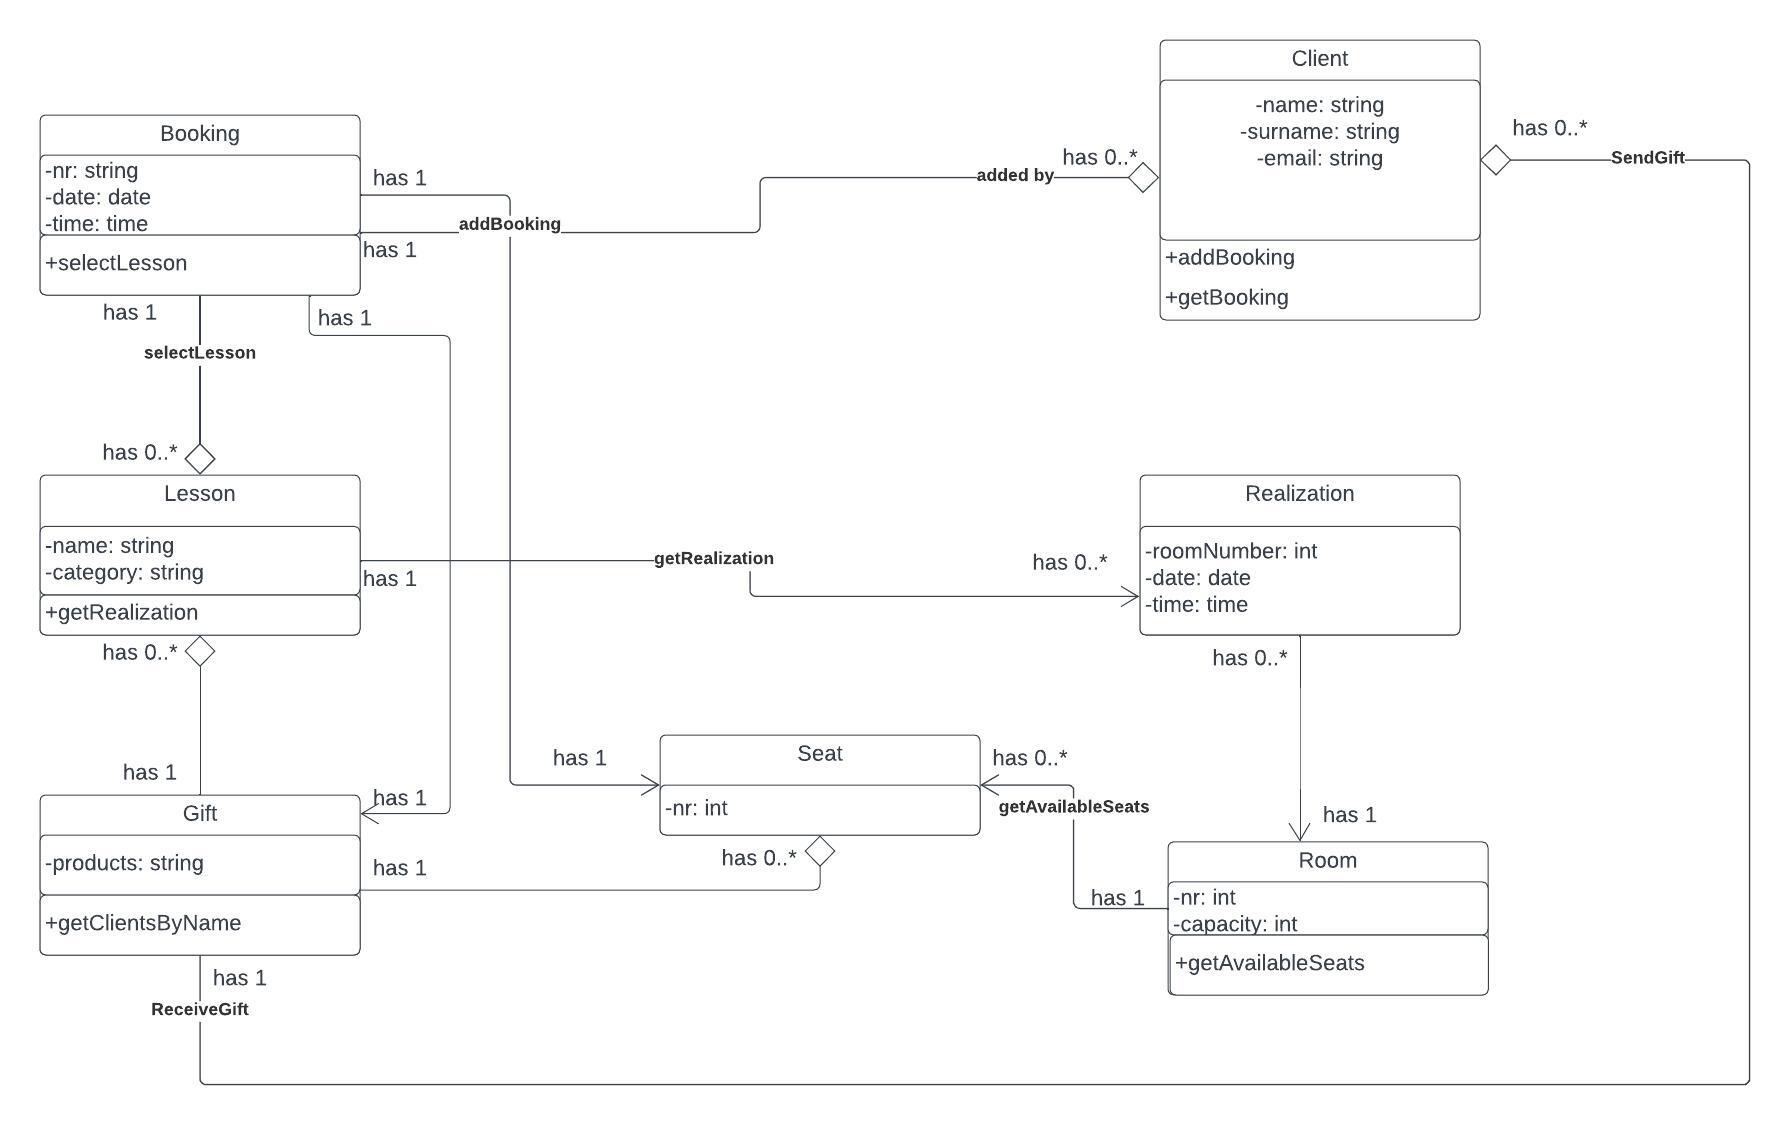 Client
-name: string
-surname: string
-email: string
+addBooking
+getBooking
has 0..*
SendGift
has 0..*
added by
Booking
-nr: string
-date: date
-time: time
+selectLesson
has 1
addBooking
has 1
has 1
has 1
selectLesson
has 0..*
Lesson
-name: string
-category: string
+getRealization
has 1
getRealization
has 0..*
Realization
-roomNumber: int
-date: date
-time: time
has 0..*
has 0..*
has 1
has 1
Gift
-products: string
+getClientsByName
has 1
has 1
Seat
-nr: int
has 0..*
getAvailableSeats
has 0..*
has 1
has 1
has 1
Room
-nr: int
-capacity: int
+getAvailableSeats
has 1
ReceiveGift